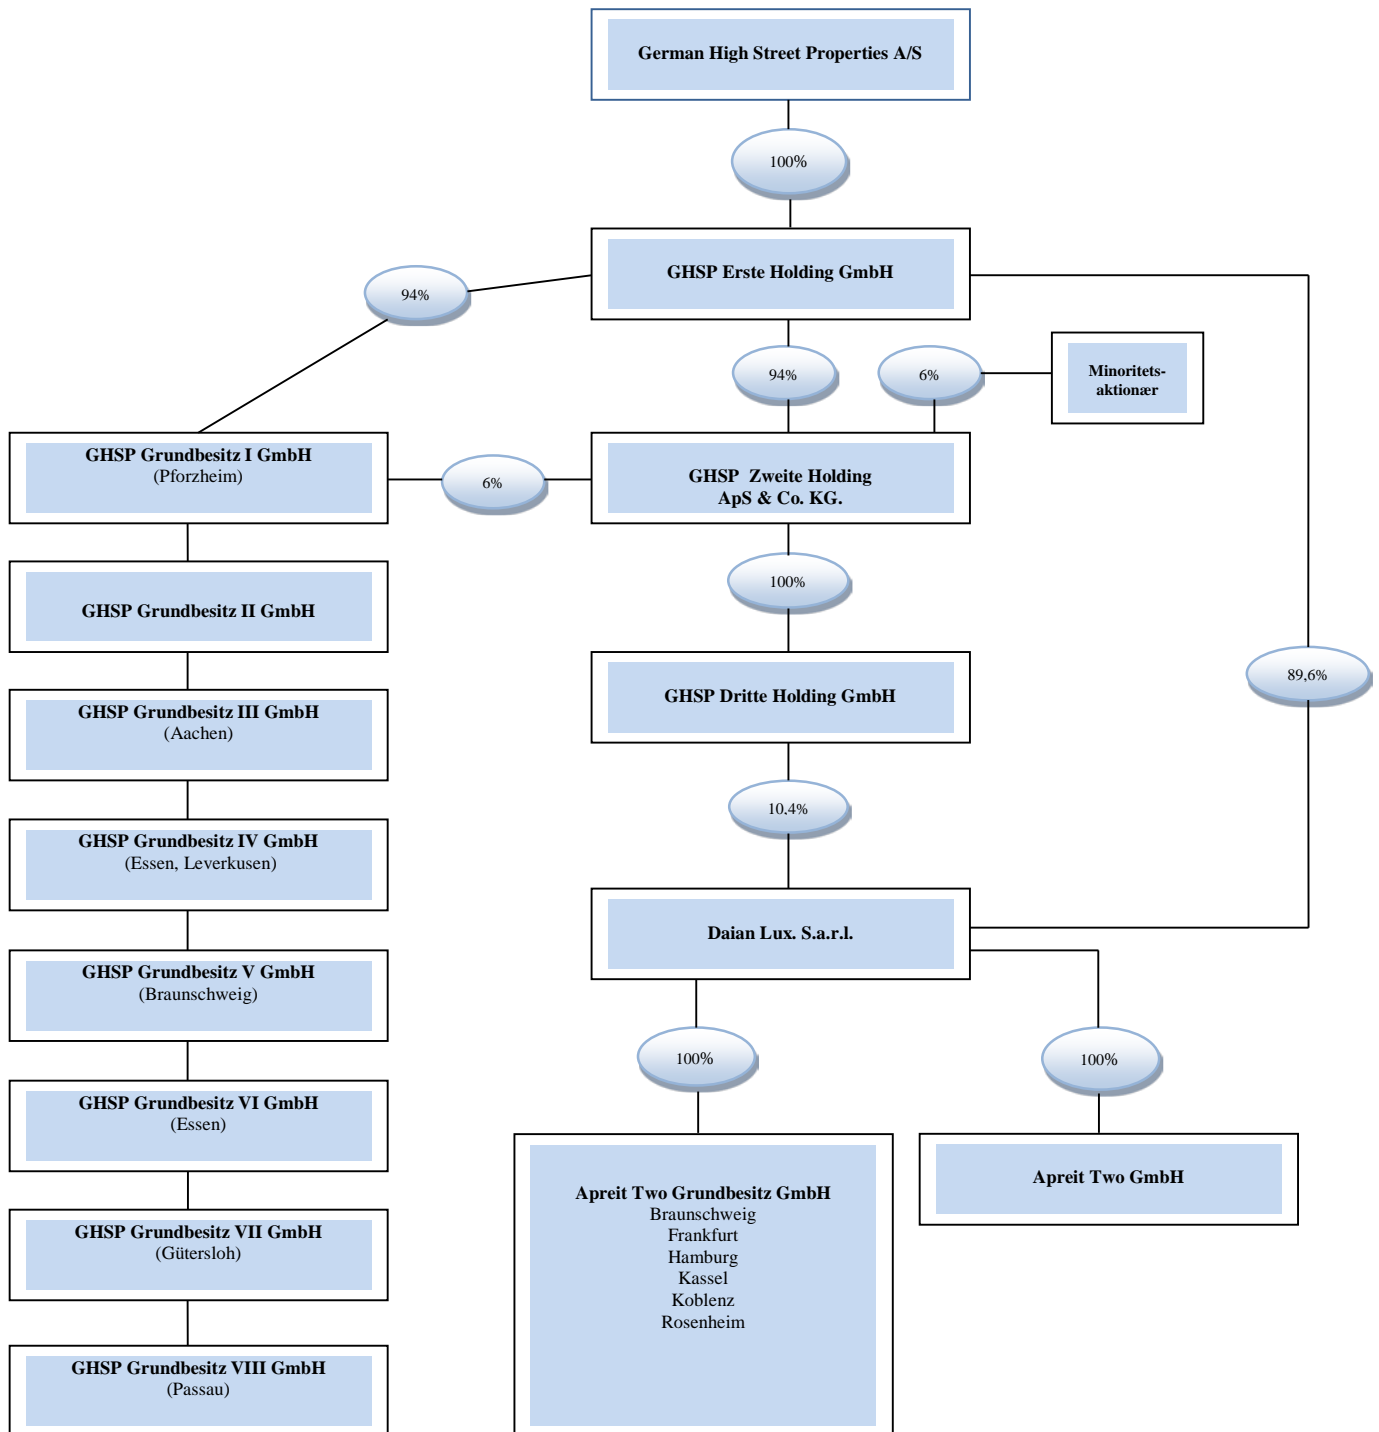 German High Street Properties A/S
100%
GHSP Erste Holding GmbH
94%
94%
6%
Minoritets-
aktionær
GHSP Grundbesitz I GmbH
(Pforzheim)
6%
GHSP Zweite Holding
ApS & Co. KG.
100%
GHSP Grundbesitz II GmbH
GHSP Dritte Holding GmbH
89,6%
GHSP Grundbesitz III GmbH
(Aachen)
10,4%
GHSP Grundbesitz IV GmbH
(Essen, Leverkusen)
Daian Lux. S.a.r.l.
GHSP Grundbesitz V GmbH
(Braunschweig)
100%
100%
GHSP Grundbesitz VI GmbH
(Essen)
Apreit Two Grundbesitz GmbH
Braunschweig
Frankfurt
Hamburg
Kassel
Koblenz
Rosenheim
Apreit Two GmbH
GHSP Grundbesitz VII GmbH
(Gütersloh)
GHSP Grundbesitz VIII GmbH
(Passau)